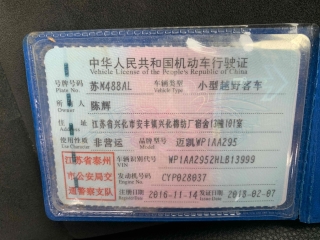 中华人民共和国机动车行驶证
Vehicle License of the People's Republic of China
号牌号码 苏M488AL 车辆类型 小型越野客车
Plate No. Vehicle Type
所有人 陈辉
Owner
住址 江苏省兴化市安丰镇兴化棉纺厂宿舍13幢101室
Address
使用性质 非营运 品牌型号 迈凯WP1AA295
Use Character Model
江苏省泰州 车辆识别代号 WP1AA2952HLB13999
VIN
市公安局交 发动机号码 CYP028037
Engine No.
通警察支队 注册日期 2016-11-14 发证日期 2018-02-07
Register Date Issue Date